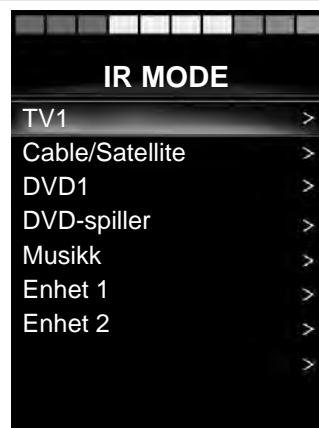 IR MODE
TV1 >
Cable/Satellite >
DVD1 >
DVD-spiller >
Musikk >
Enhet 1 >
Enhet 2 >
>